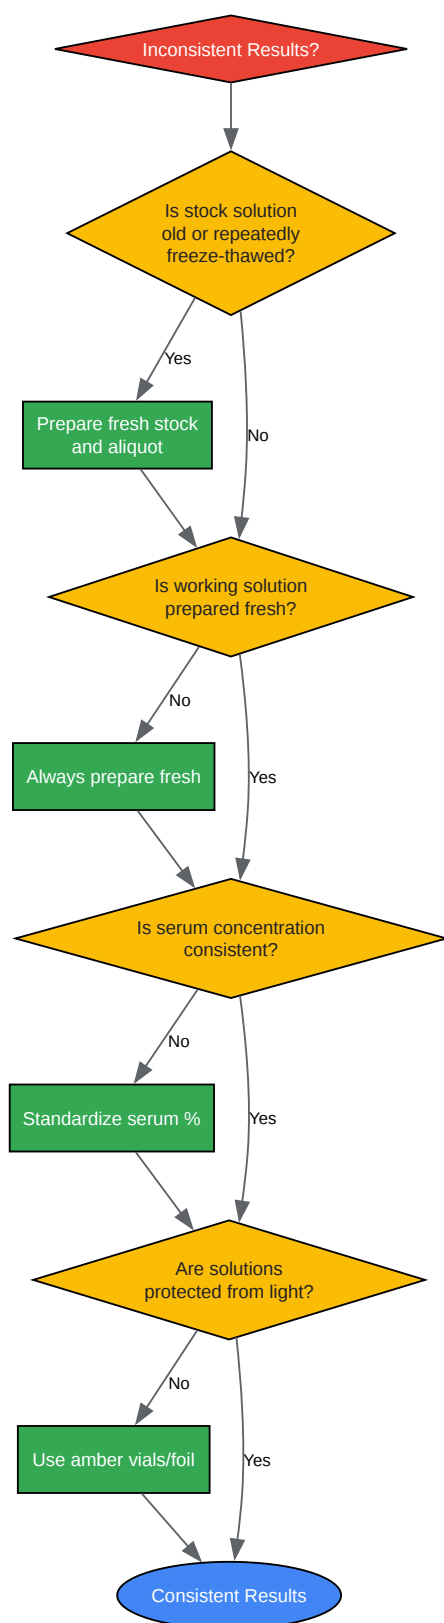 Inconsistent Results?
Is stock solution
old or repeatedly
freeze-thawed?
Yes
Prepare fresh stock
and aliquot
No
Is working solution
prepared fresh?
No
Always prepare fresh
Yes
Is serum concentration
consistent?
No
Standardize serum %
Yes
Are solutions
protected from light?
No
Use amber vials/foil
Yes
Consistent Results